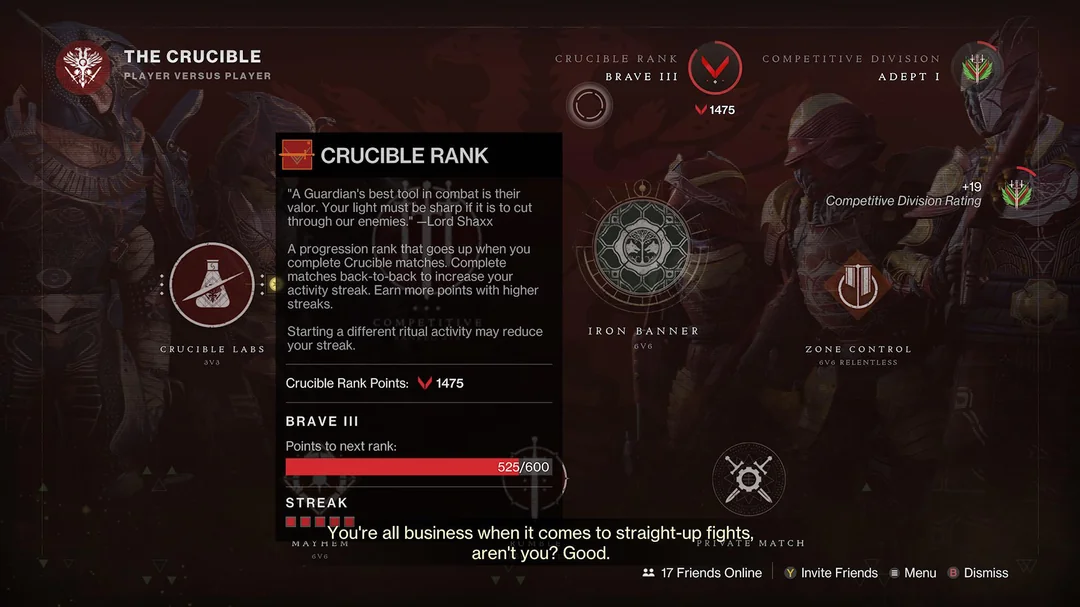 THE CRUCIBLE
PLAYER VERSUS PLAYER
CRUCIBLE RANK
BRAVE III
1475
COMPETITIVE DIVISION
ADEPT I
+19
Competitive Division Rating
CRUCIBLE RANK
"A Guardian's best tool in combat is their
valor. Your light must be sharp if it is to cut
through our enemies." —Lord Shaxx
A progression rank that goes up when you
complete Crucible matches. Complete
matches back-to-back to increase your
activity streak. Earn more points with higher
streaks.
Starting a different ritual activity may reduce
your streak.
Crucible Rank Points: 1475
BRAVE III
Points to next rank:
525/600
STREAK
COMPETITIVE
CRUCIBLE LABS
3V3
IRON BANNER
6V6
ZONE CONTROL
6V6 RELENTLESS
MAYHEM
6V6
RUMBLE
PRIVATE MATCH
You're all business when it comes to straight-up fights,
aren't you? Good.
17 Friends Online
Y Invite Friends
Menu
B Dismiss